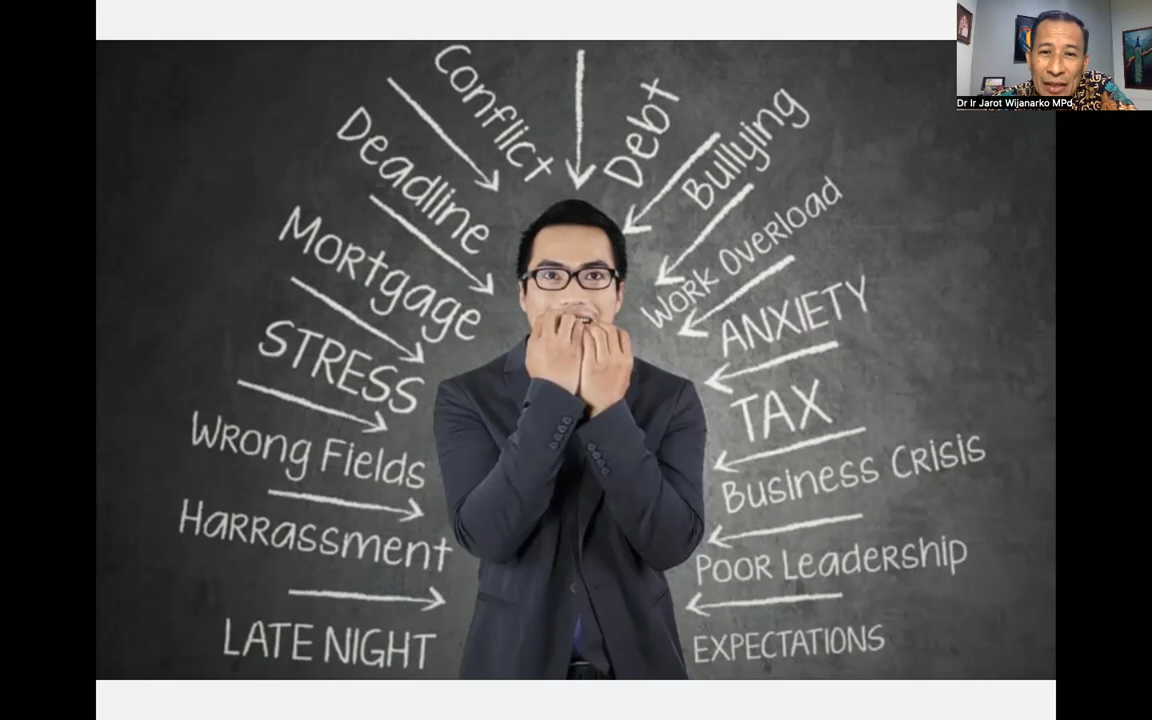 Dr Ir Jarot Wijanarko MPd
Conflict
Debt
Deadline
Bullying
Mortgage
Work Overload
STRESS
ANXIETY
Wrong Fields
TAX
Harrassment
Business Crisis
LATE NIGHT
Poor Leadership
EXPECTATIONS